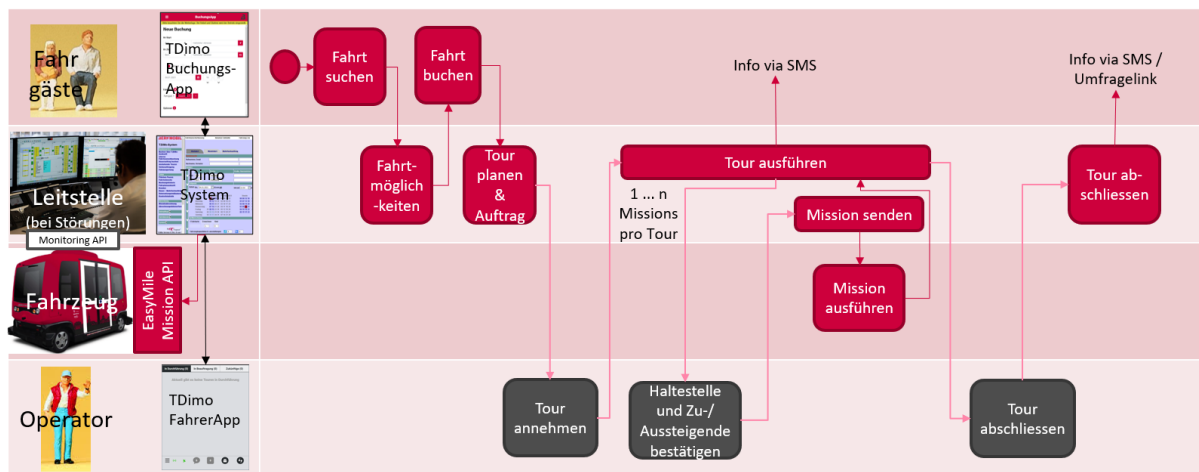 Fahr
gäste
BuchungsApp
Neue Buchung
TDimo
Buchungs-
App
Fahrt
suchen
Fahrt
buchen
Info via SMS
Info via SMS /
Umfragelink
Leitstelle
(bei Störungen)
Monitoring API
TDimo
System
Fahrt-
möglich
-keiten
Tour
planen
&
Auftrag
Tour ausführen
1 ... n
Missions
pro Tour
Mission senden
Tour ab-
schliessen
Fahrzeug
EasyMile
Mission API
Mission
ausführen
Operator
TDimo
FahrerApp
Tour
annehmen
Haltestelle
und Zu-/
Aussteigende
bestätigen
Tour
abschliessen